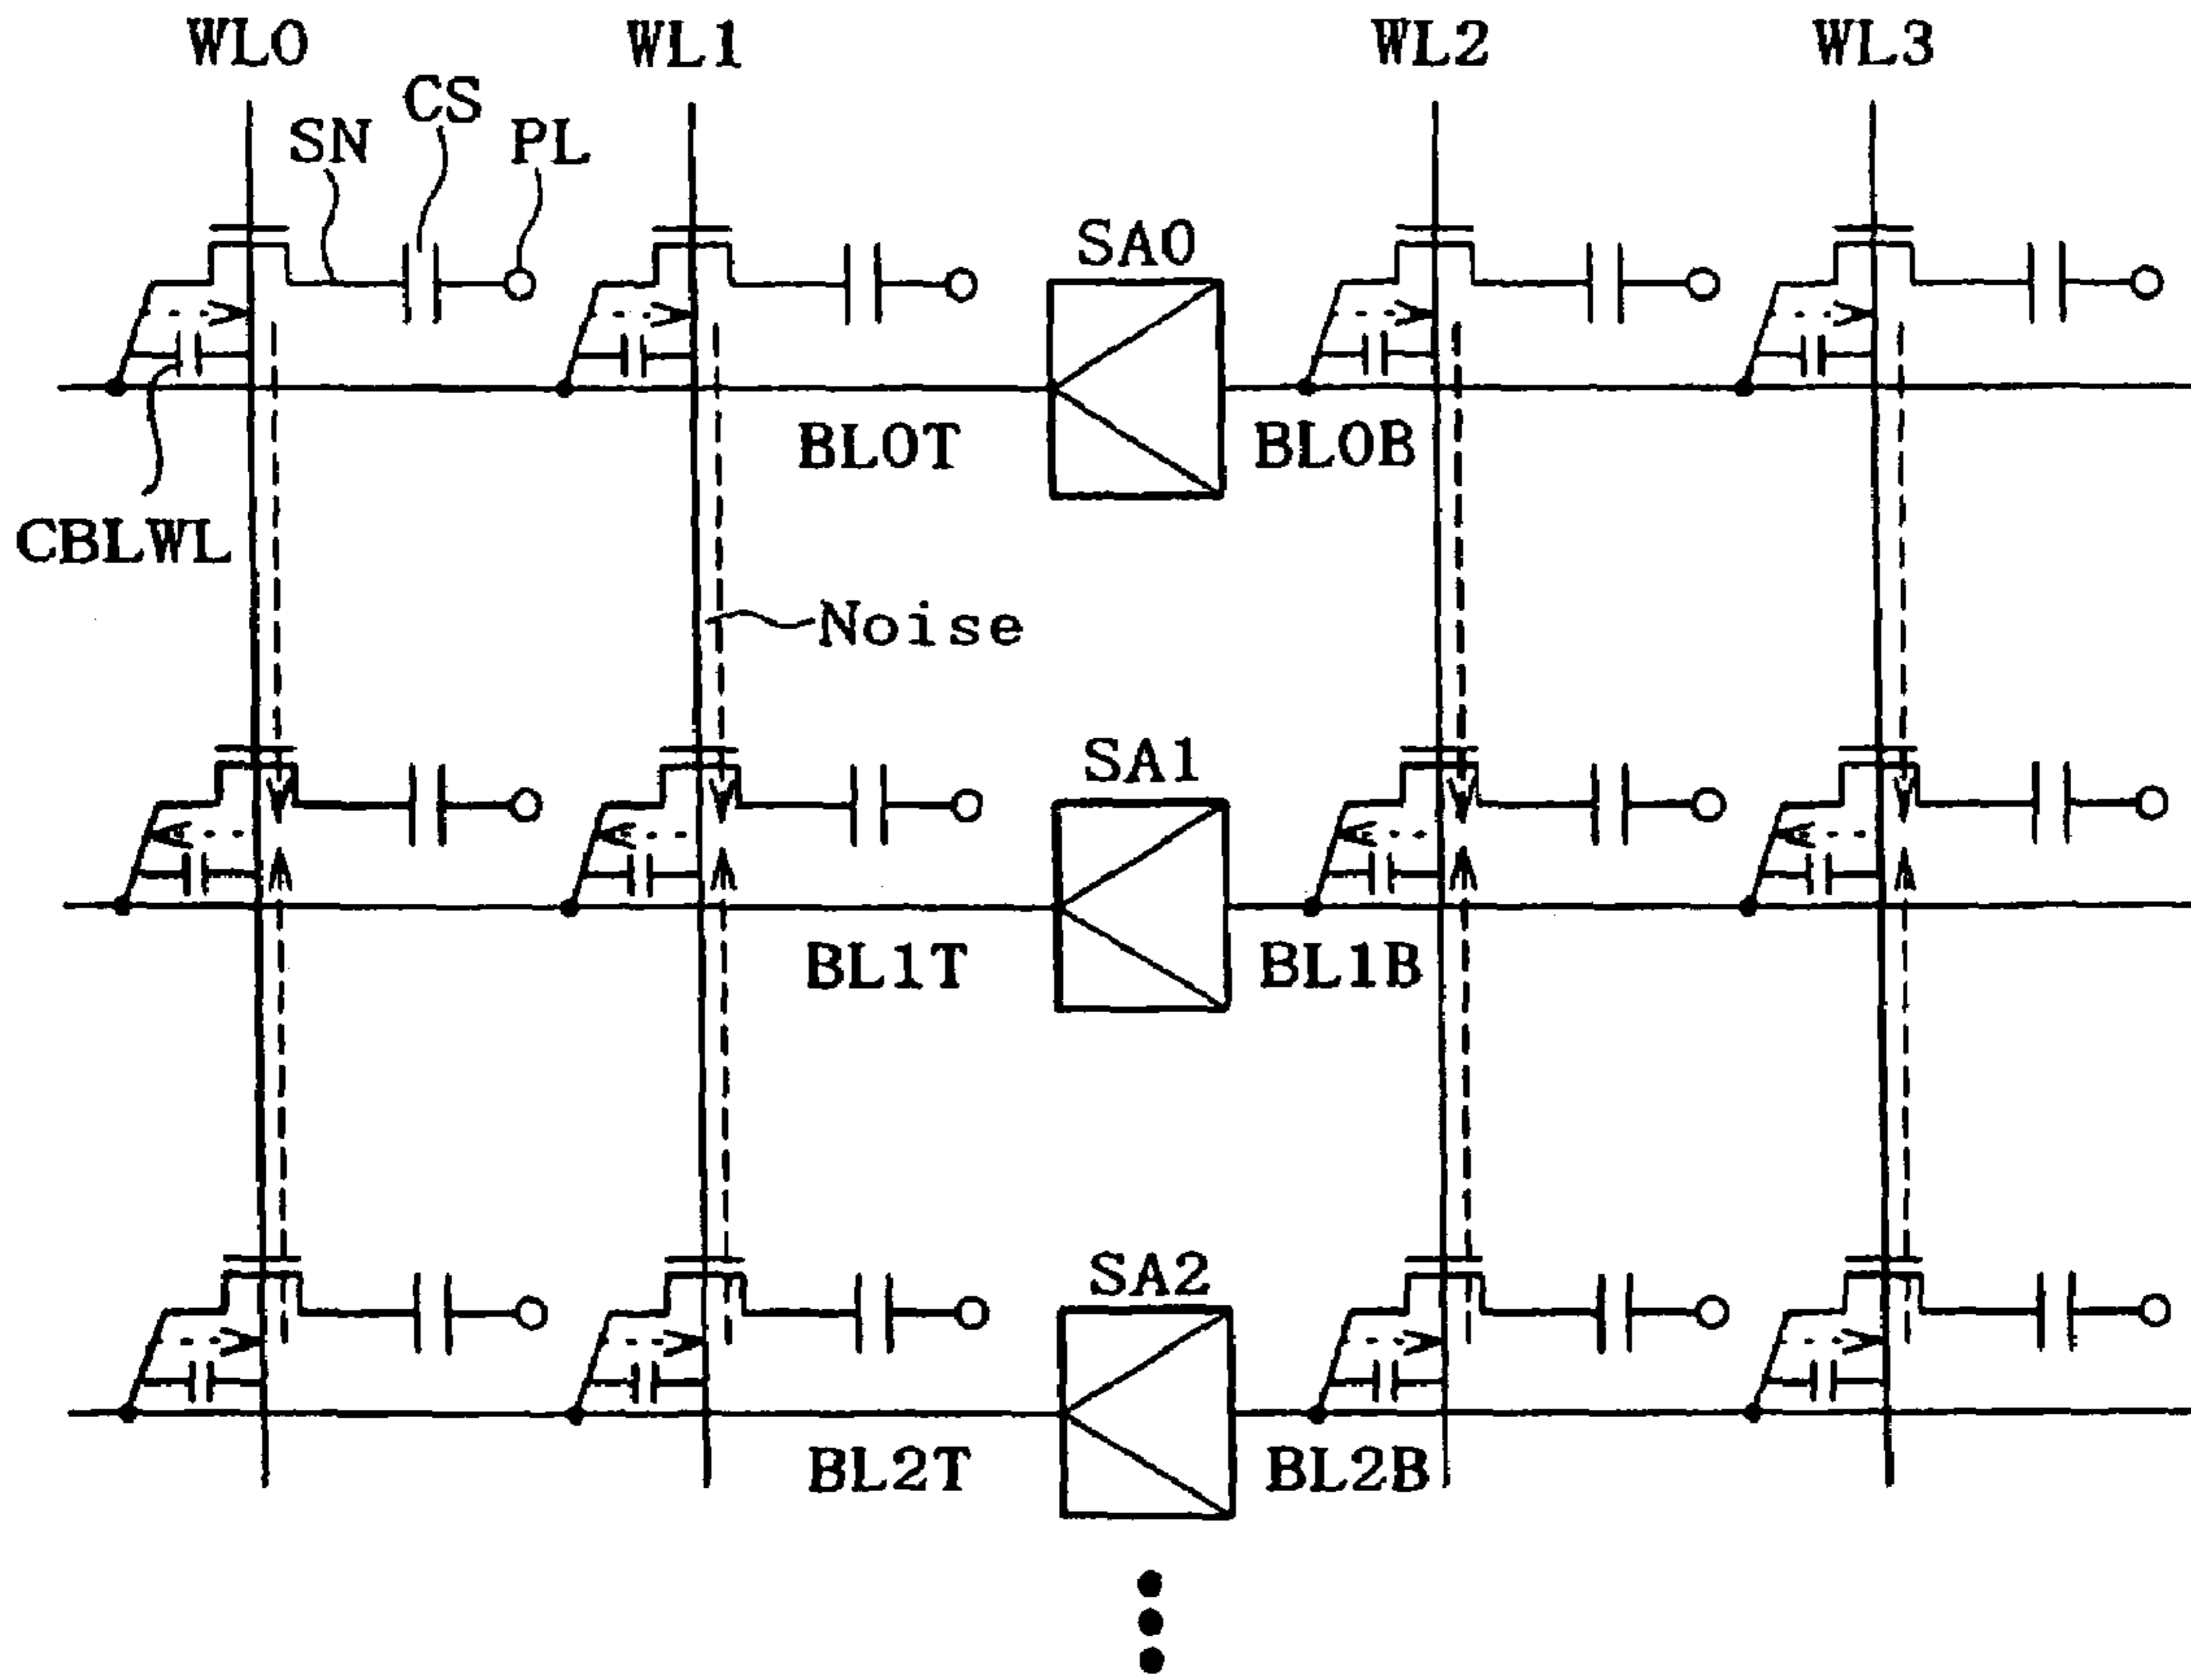 WL0
WL1
WL2
WL3
CS
SN
PL
SA0
BL0T
BL0B
CBLWL
Noise
SA1
BL1T
BL1B
SA2
BL2T
BL2B